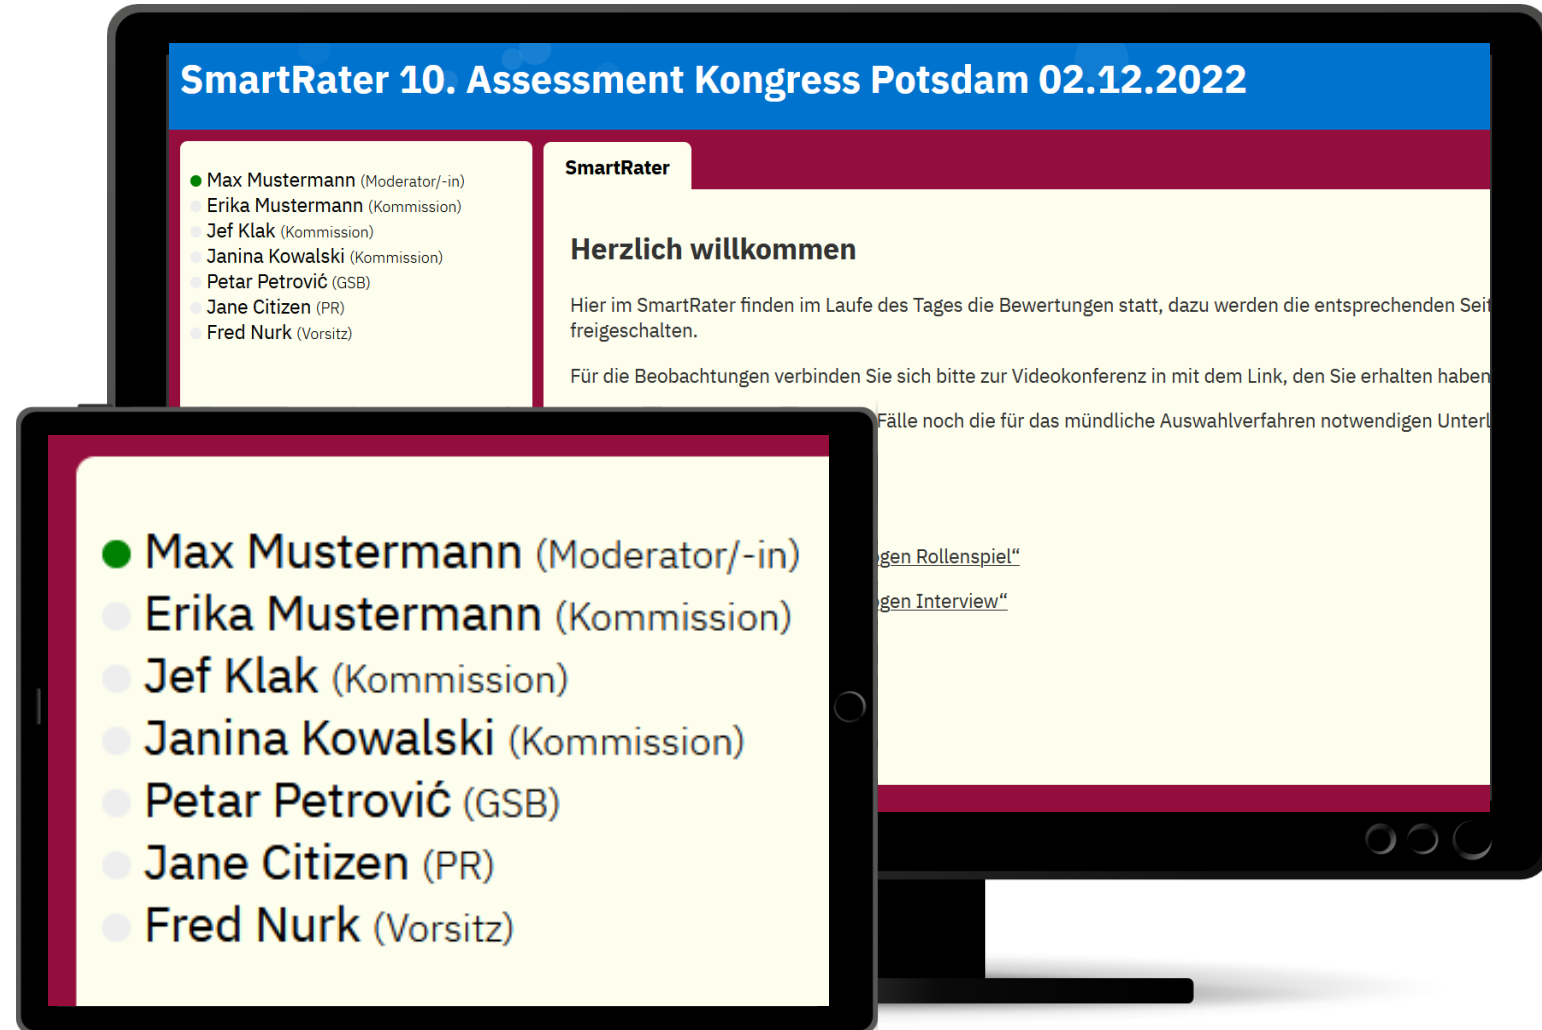 SmartRater 10. Assessment Kongress Potsdam 02.12.2022
Max Mustermann (Moderator/-in)
Erika Mustermann (Kommission)
Jef Klak (Kommission)
Janina Kowalski (Kommission)
Petar Petrović (GSB)
Jane Citizen (PR)
Fred Nurk (Vorsitz)
SmartRater
Herzlich willkommen
Hier im SmartRater finden im Laufe des Tages die Bewertungen statt, dazu werden die entsprechenden
freigeschalten.
Für die Beobachtungen verbinden Sie sich bitte zur Videokonferenz in mit dem Link, den Sie erhalten haben
Fälle noch die für das mündliche Auswahlverfahren notwendigen
Rollenspiel“
Interview“
Max Mustermann (Moderator/-in)
Erika Mustermann (Kommission)
Jef Klak (Kommission)
Janina Kowalski (Kommission)
Petar Petrović (GSB)
Jane Citizen (PR)
Fred Nurk (Vorsitz)